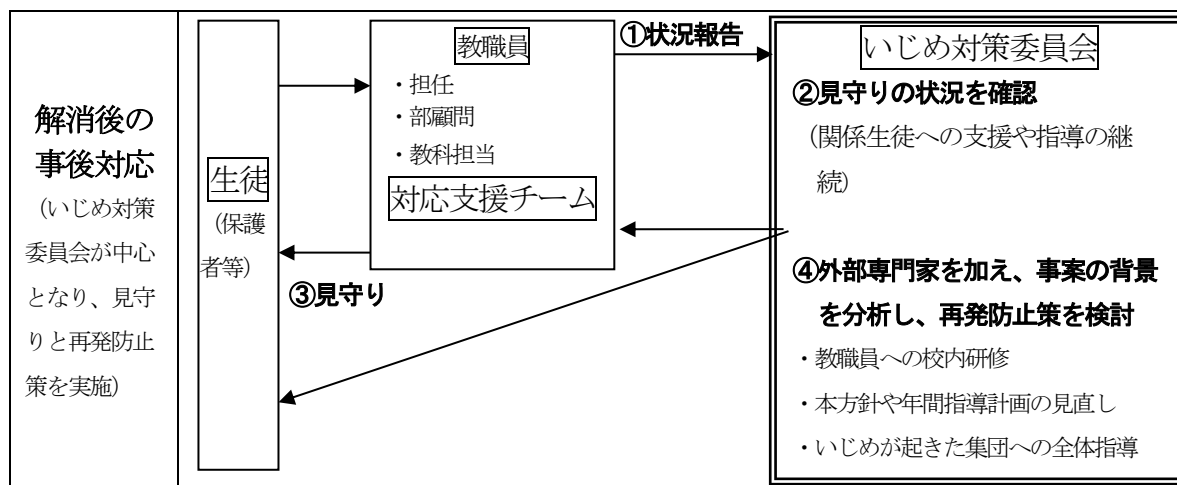 解消後の
事後対応
（いじめ対策
委員会が中心
となり、見守
りと再発防止
策を実施）
生徒
（保護
者等）
教職員
・担任
・部顧問
・教科担当
対応支援チーム
①状況報告
③見守り
いじめ対策委員会
②見守りの状況を確認
（関係生徒への支援や指導の継
続）
④外部専門家を加え、事案の背景
を分析し、再発防止策を検討
・教職員への校内研修
・本方針や年間指導計画の見直し
・いじめが起きた集団への全体指導